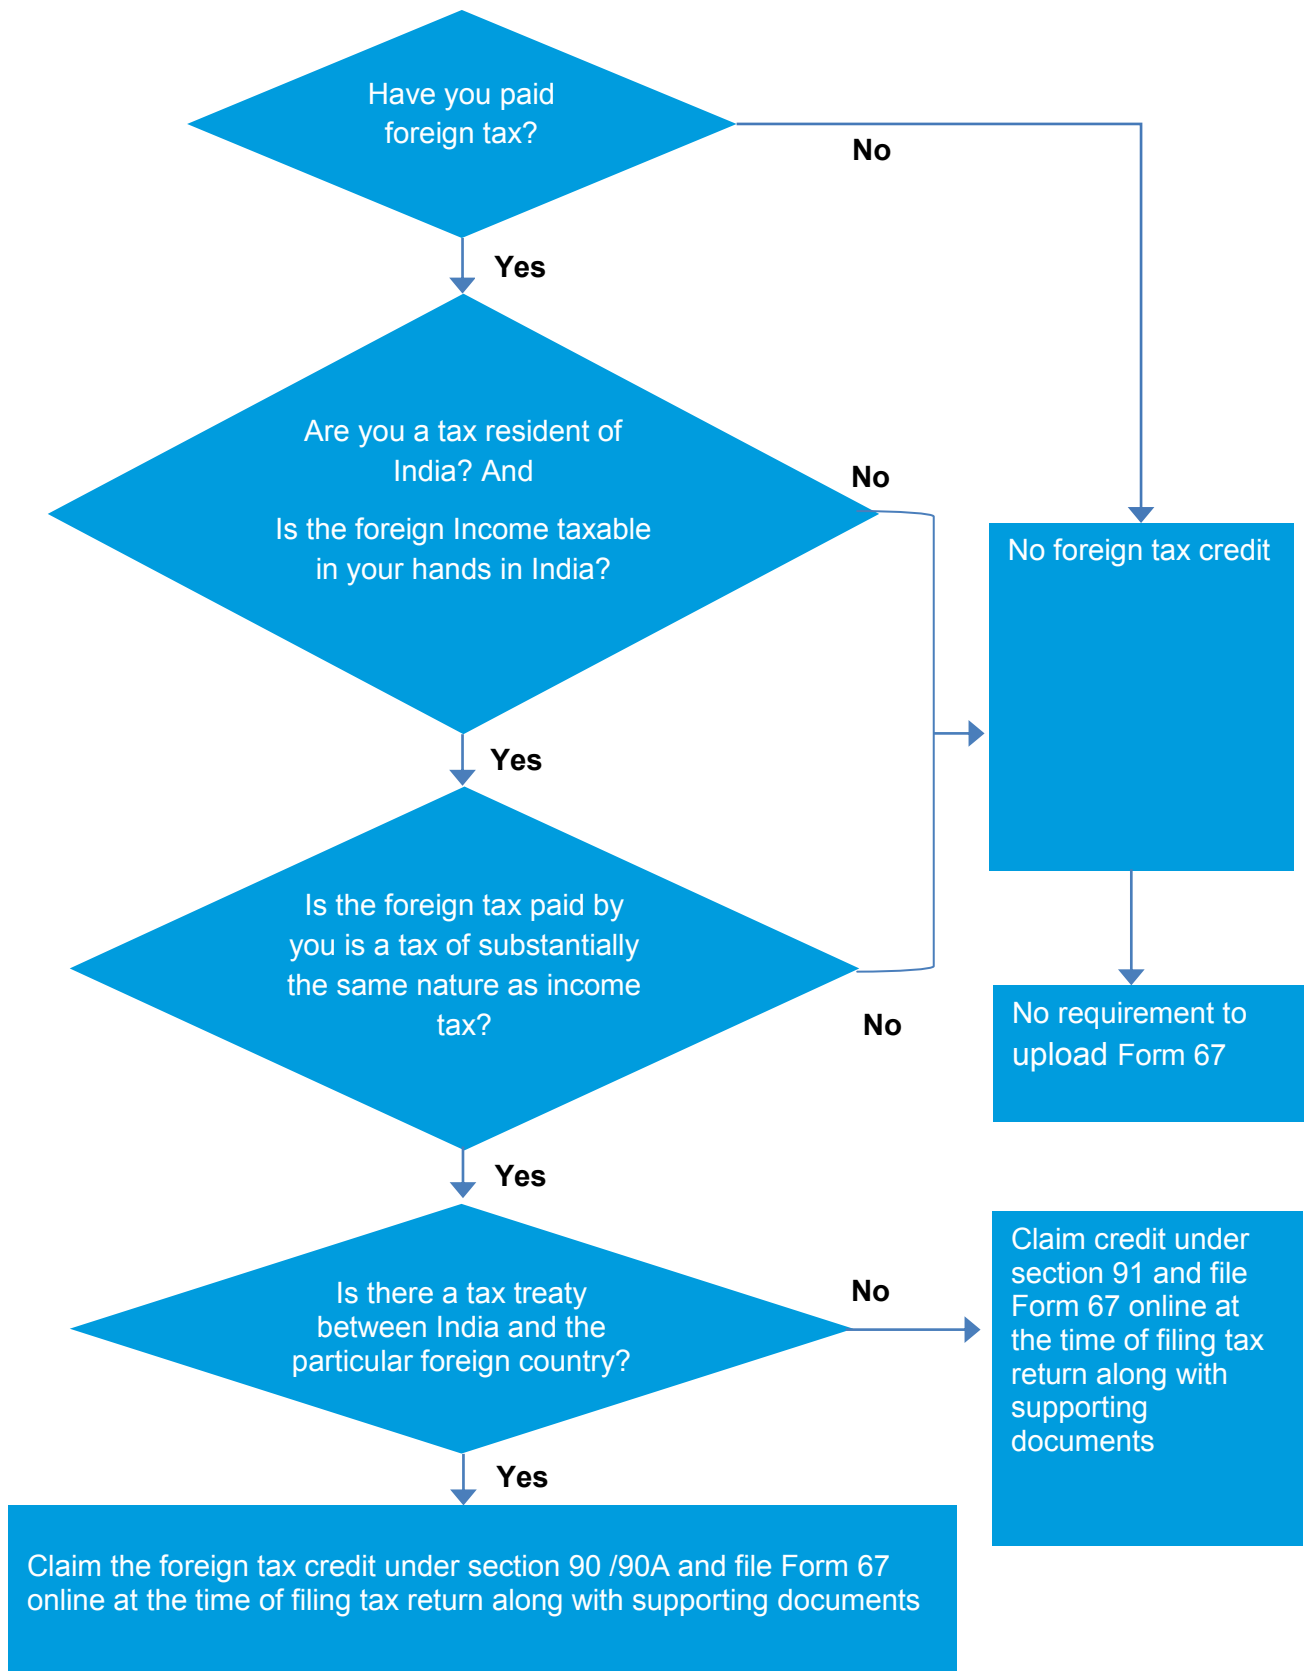 Have you paid
foreign tax?
No
Yes
Are you a tax resident of
India? And
Is the foreign Income taxable
in your hands in India?
No
No foreign tax credit
Yes
Is the foreign tax paid by
you is a tax of substantially
the same nature as income
tax?
No
No requirement to
upload Form 67
Yes
Is there a tax treaty
between India and the
particular foreign country?
No
Claim credit under
section 91 and file
Form 67 online at
the time of filing tax
return along with
supporting
documents
Yes
Claim the foreign tax credit under section 90 /90A and file Form 67
online at the time of filing tax return along with supporting documents